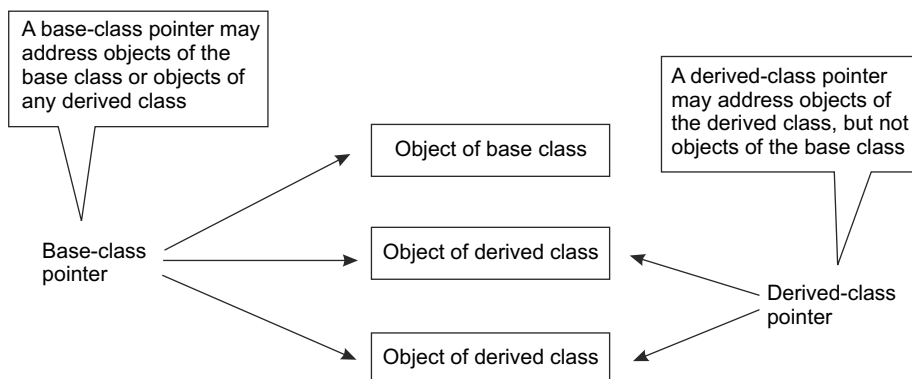 A base-class pointer may
address objects of the
base class or objects of
any derived class
A derived-class pointer
may address objects of
the derived class, but not
objects of the base class
Object of base class
Base-class
pointer
Object of derived class
Derived-class
pointer
Object of derived class